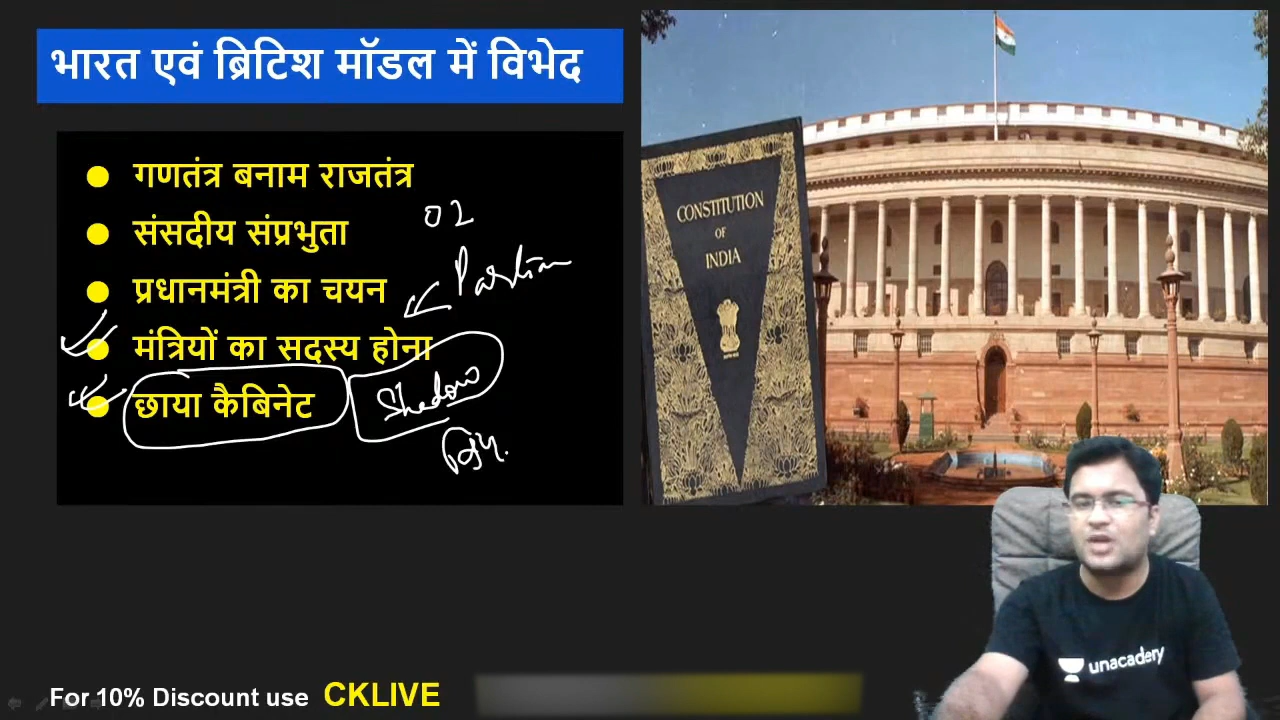 भारत एवं ब्रिटिश मॉडल में विभेद
गणतंत्र बनाम राजतंत्र
संसदीय संप्रभुता
02
प्रधानमंत्री का चयन
मंत्रियों का सदस्य होना
छाया कैबिनेट
Shadow
CONSTITUTION
OF
INDIA
unacademy
For 10% Discount use CKLIVE